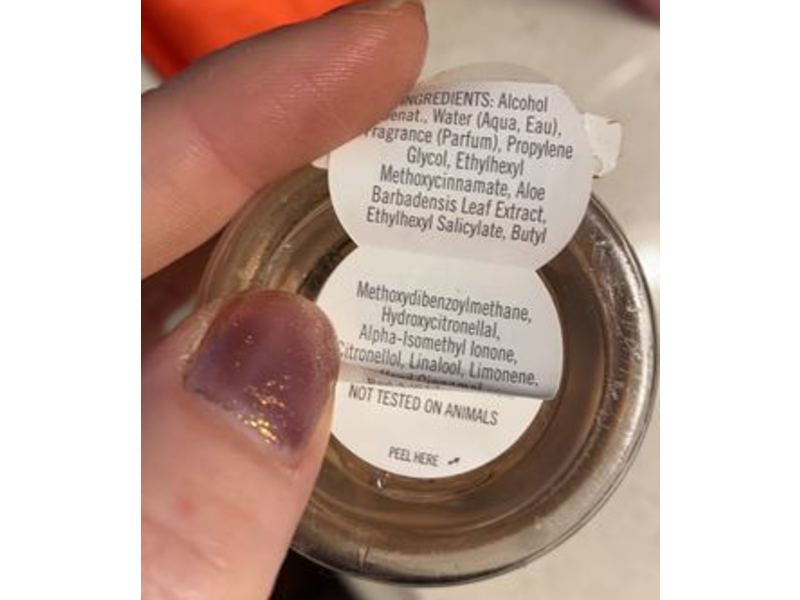 INGREDIENTS: Alcohol
Denat., Water (Aqua, Eau),
Fragrance (Parfum), Propylene
Glycol, Ethylhexyl
Methoxycinnamate, Aloe
Barbadensis Leaf Extract,
Ethylhexyl Salicylate, Butyl
Methoxydibenzoylmethane,
Hydroxycitronellal,
Alpha-Isomethyl Ionone,
Citronellol, Linalool, Limonene,
NOT TESTED ON ANIMALS
PEEL HERE